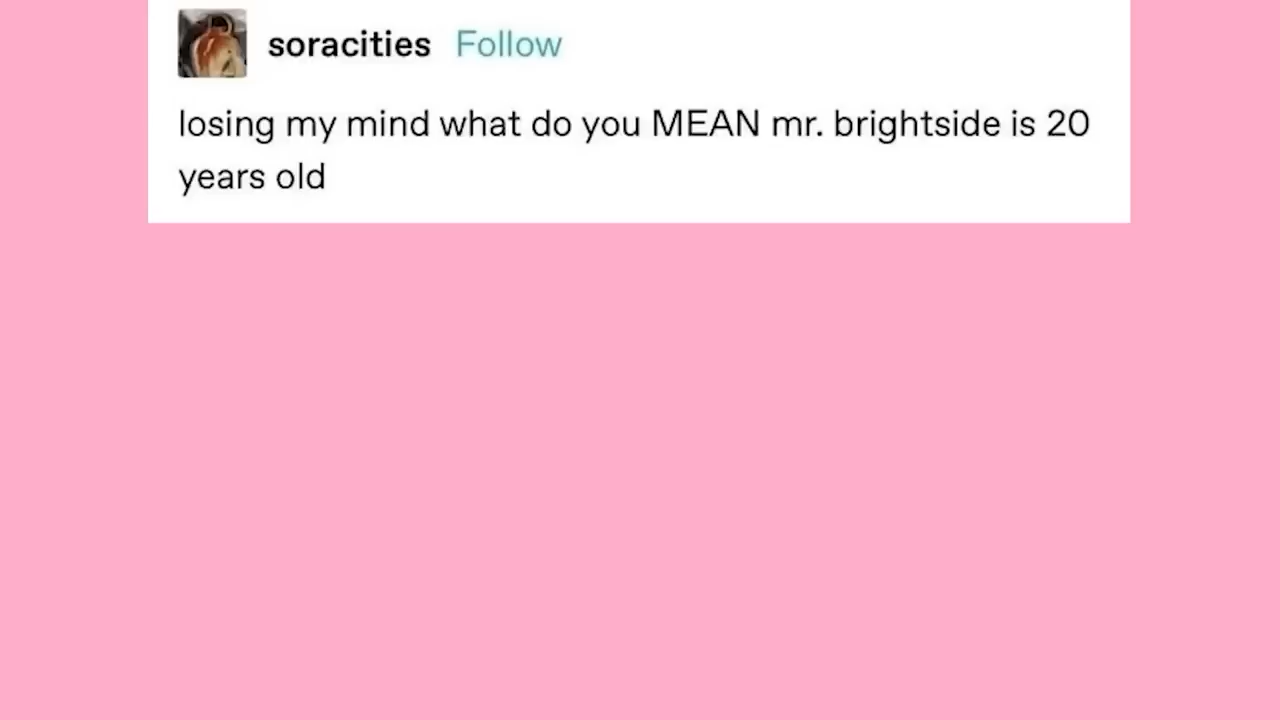 soracities Follow
losing my mind what do you MEAN mr. brightside is 20
years old